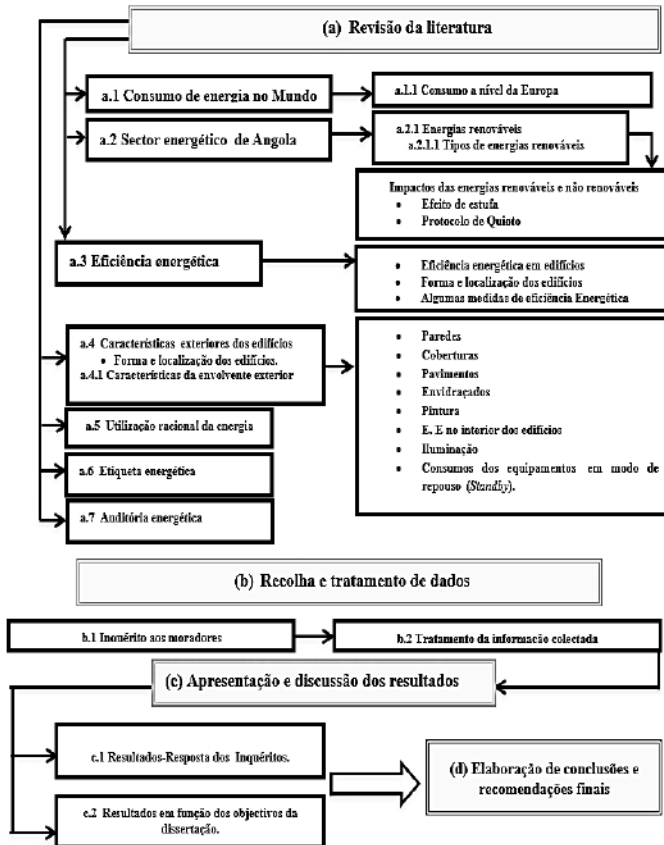 (a) Revisão da literatura
a.1 Consumo de energia no Mundo
a.1.1 Consumo a nível da Europa
a.2 Sector energético de Angola
a.2.1 Energias renováveis
a.2.1.1 Tipos de energias renováveis
Impactos das energias renováveis e não renováveis
• Efeito de estufa
• Protocolo de Quioto
a.3 Eficiência energética
• Eficiência energética em edifícios
• Forma e localização dos edifícios
• Algumas medidas de eficiência Energética
a.4 Características exteriores dos edifícios
• Forma e localização dos edifícios.
a.4.1 Características da envolvente exterior
• Paredes
• Coberturas
• Pavimentos
• Envidraçados
• Pintura
• E. E no interior dos edifícios
• Iluminação
• Consumos dos equipamentos em modo de
repouso (Standby).
a.5 Utilização racional da energia
a.6 Etiqueta energética
a.7 Auditória energética
(b) Recolha e tratamento de dados
b.1 Inquérito aos moradores
b.2 Tratamento da informação colectada
(c) Apresentação e discussão dos resultados
c.1 Resultados-Resposta dos Inquéritos.
c.2 Resultados em função dos objectivos da
dissertação.
(d) Elaboração de conclusões e
recomendações finais